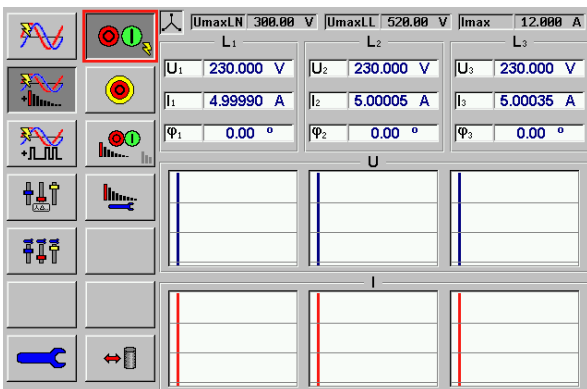 UmaxLN 300.00 V UmaxLL 520.00 V Imax 12.000 A
L1 L2 L3
U1 230.000 V U2 230.000 V U3 230.000 V
I1 4.99990 A I2 5.00005 A I3 5.00035 A
φ1 0.00 ° φ2 0.00 ° φ3 0.00 °
U
I